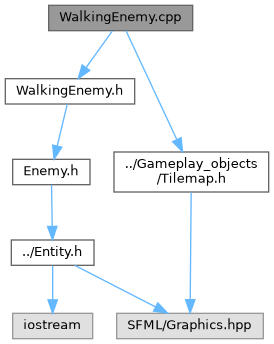 WalkingEnemy.cpp
WalkingEnemy.h
../Gameplay_objects
/Tilemap.h
Enemy.h
../Entity.h
iostream
SFML/Graphics.hpp